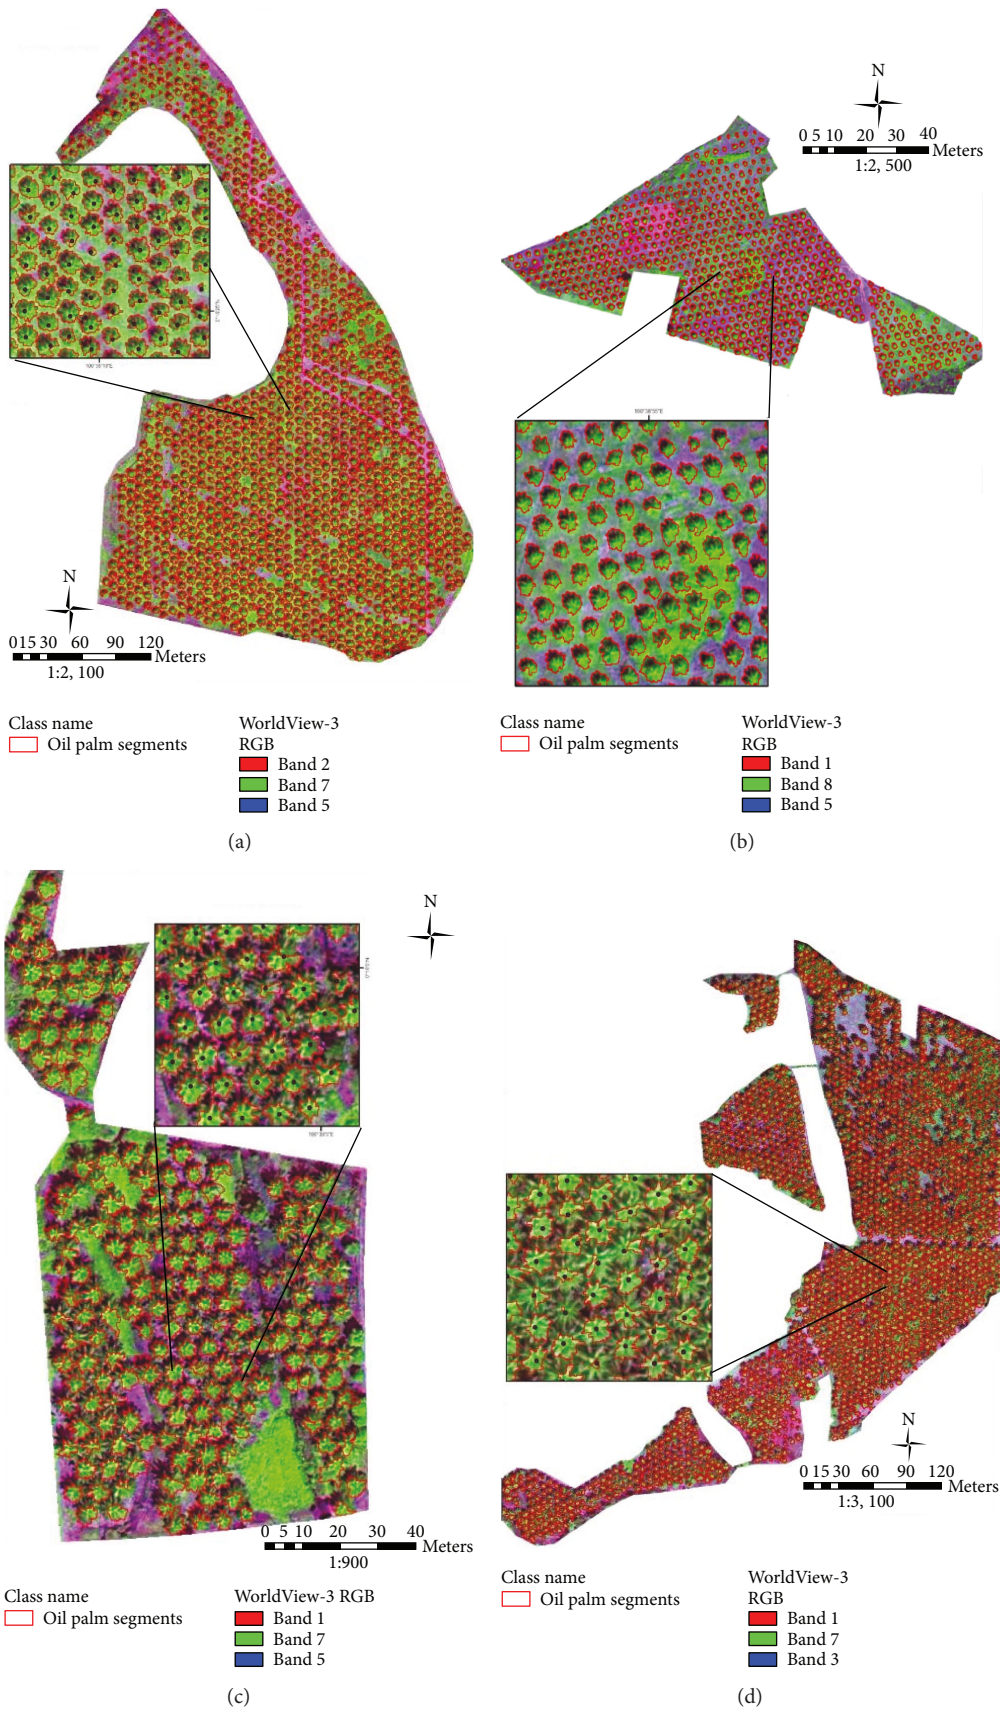 N
0 5 10 20 30 40
Meters
1:2, 500
N
0 15 30 60 90 120
Meters
1:2, 100
Class name
Oil palm segments
WorldView-3
RGB
Band 2
Band 7
Band 5
(a)
Class name
Oil palm segments
WorldView-3
RGB
Band 1
Band 8
Band 5
(b)
N
0 5 10 20 30 40
Meters
1:900
Class name
Oil palm segments
WorldView-3 RGB
Band 1
Band 7
Band 5
(c)
N
0 15 30 60 90 120
Meters
1:3, 100
Class name
Oil palm segments
WorldView-3
RGB
Band 1
Band 7
Band 3
(d)